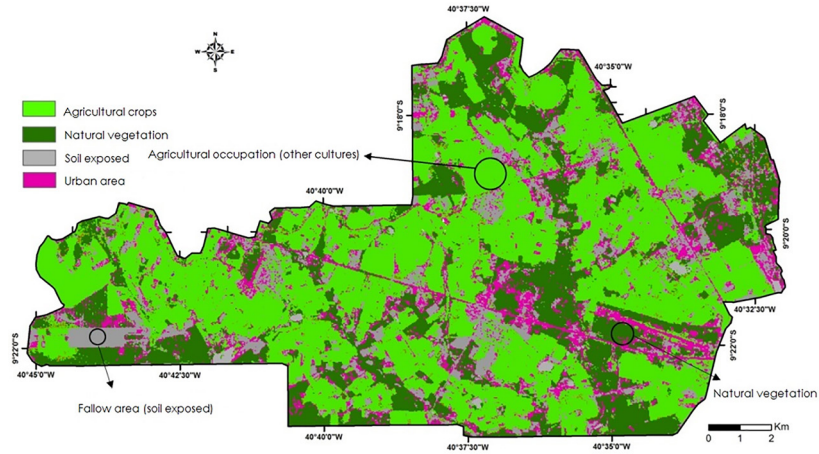 40°37'30"W
N
W E
S
40°35'0"W
Agricultural crops
Natural vegetation
Soil exposed
Urban area
9°18'0"S
9°18'0"S
Agricultural occupation (other cultures)
40°40'0"W
9°20'0"S
40°32'30"W
9°22'0"S
9°22'0"S
40°45'0"W
40°42'30"W
Natural vegetation
Fallow area (soil exposed)
40°40'0"W
40°37'30"W
40°35'0"W
Km
0 1 2